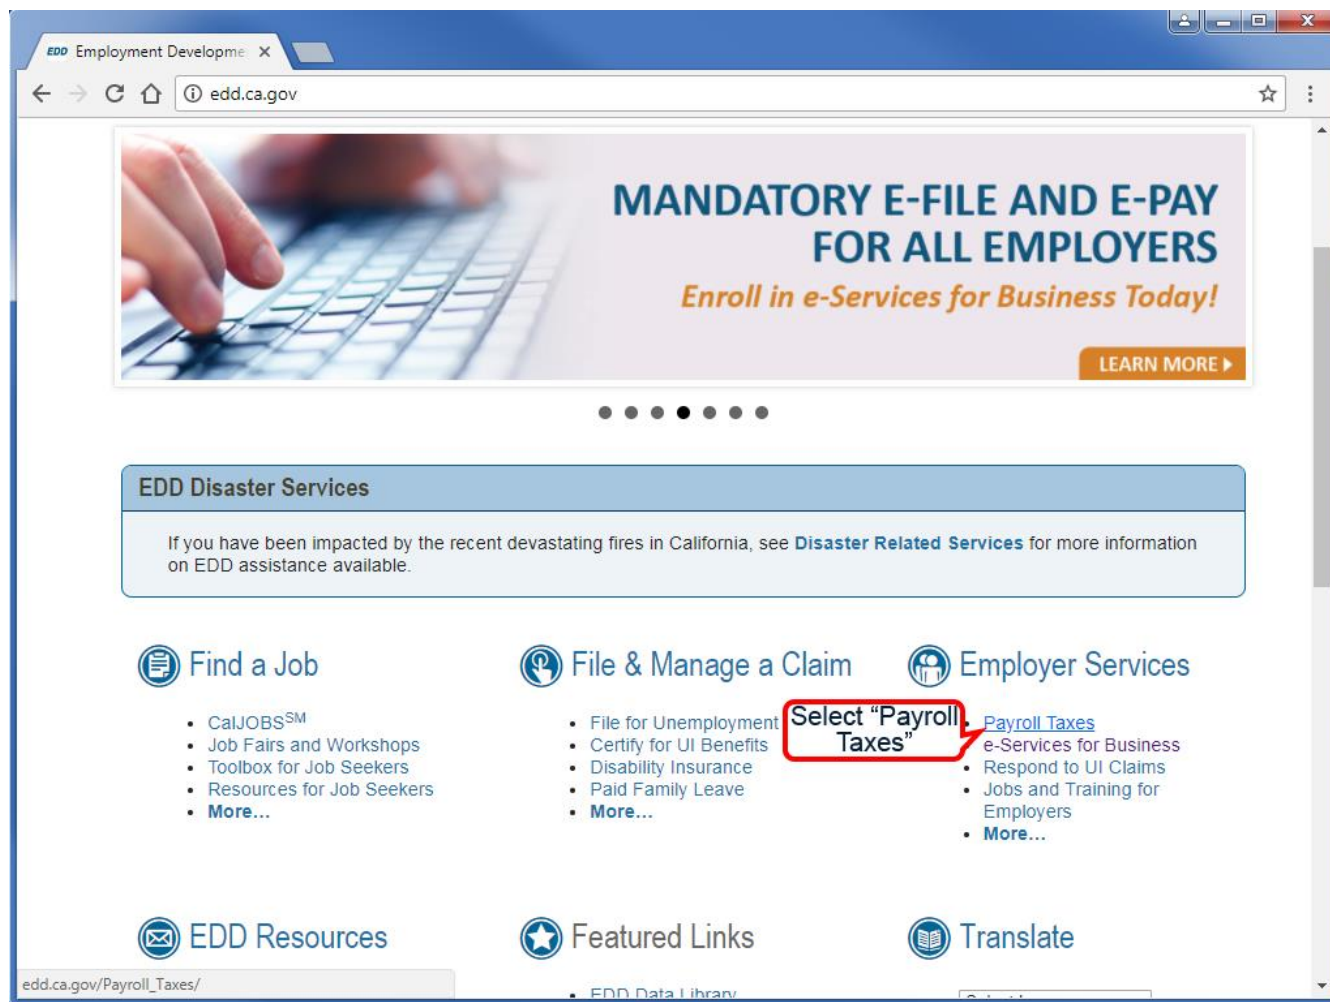 EDD Employment Developme
edd.ca.gov
MANDATORY E-FILE AND E-PAY
FOR ALL EMPLOYERS
Enroll in e-Services for Business Today!
LEARN MORE
EDD Disaster Services
If you have been impacted by the recent devastating fires in California, see Disaster Related Services for more information
on EDD assistance available.
Find a Job
CalJOBSSM
Job Fairs and Workshops
Toolbox for Job Seekers
Resources for Job Seekers
More...
File & Manage a Claim
File for Unemployment
Certify for UI Benefits
Disability Insurance
Paid Family Leave
More...
Select “Payroll
Taxes”
Employer Services
Payroll Taxes
e-Services for Business
Respond to UI Claims
Jobs and Training for
Employers
More...
EDD Resources
Featured Links
EDD Data Library
Translate
edd.ca.gov/Payroll_Taxes/